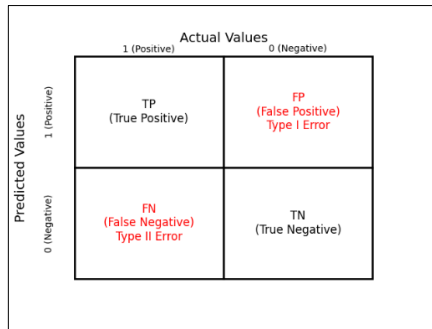 Actual Values
1 (Positive)
0 (Negative)
Predicted Values
1 (Positive)
TP
(True Positive)
FP
(False Positive)
Type I Error
0 (Negative)
FN
(False Negative)
Type II Error
TN
(True Negative)